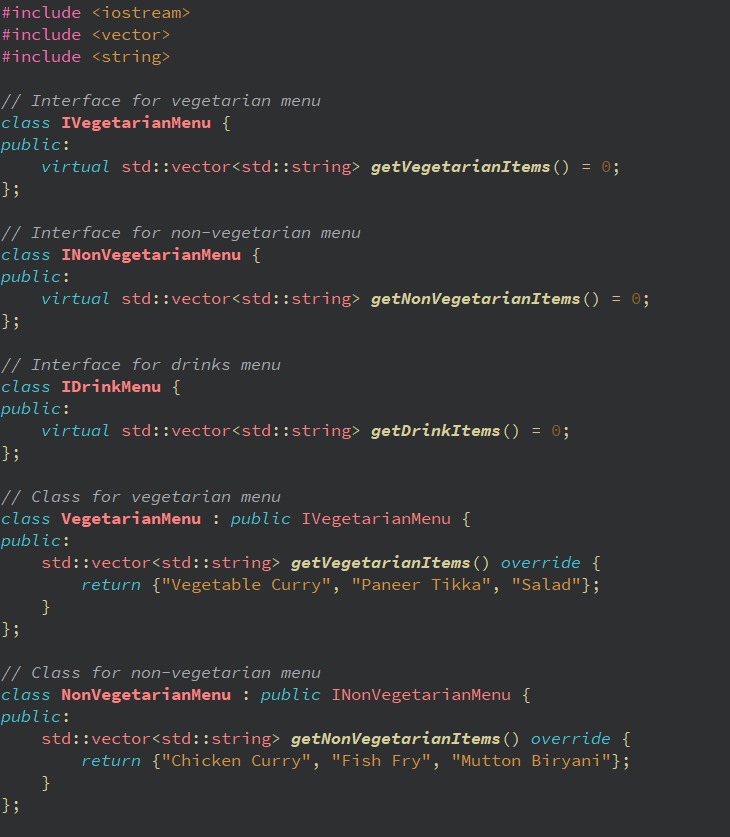 #include <iostream>
#include <vector>
#include <string>

// Interface for vegetarian menu
class IVegetarianMenu {
public:
    virtual std::vector<std::string> getVegetarianItems() = 0;
};

// Interface for non-vegetarian menu
class INonVegetarianMenu {
public:
    virtual std::vector<std::string> getNonVegetarianItems() = 0;
};

// Interface for drinks menu
class IDrinkMenu {
public:
    virtual std::vector<std::string> getDrinkItems() = 0;
};

// Class for vegetarian menu
class VegetarianMenu : public IVegetarianMenu {
public:
    std::vector<std::string> getVegetarianItems() override {
        return {"Vegetable Curry", "Paneer Tikka", "Salad"};
    }
};

// Class for non-vegetarian menu
class NonVegetarianMenu : public INonVegetarianMenu {
public:
    std::vector<std::string> getNonVegetarianItems() override {
        return {"Chicken Curry", "Fish Fry", "Mutton Biryani"};
    }
};